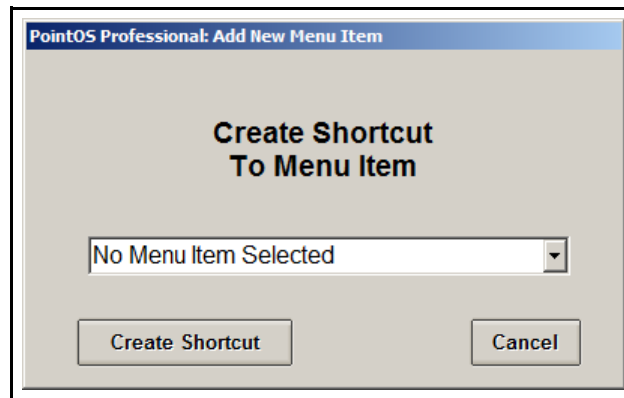 PointOS Professional: Add New Menu Item
Create Shortcut
To Menu Item
No Menu Item Selected
Create Shortcut
Cancel